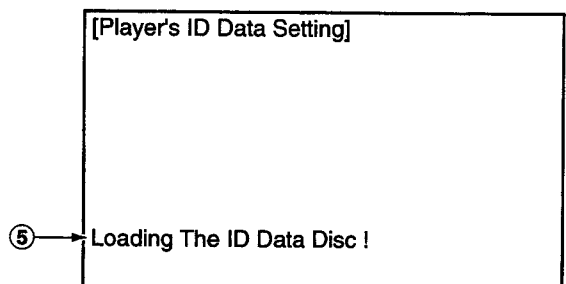 [Player's ID Data Setting]
⑤ Loading The ID Data Disc !